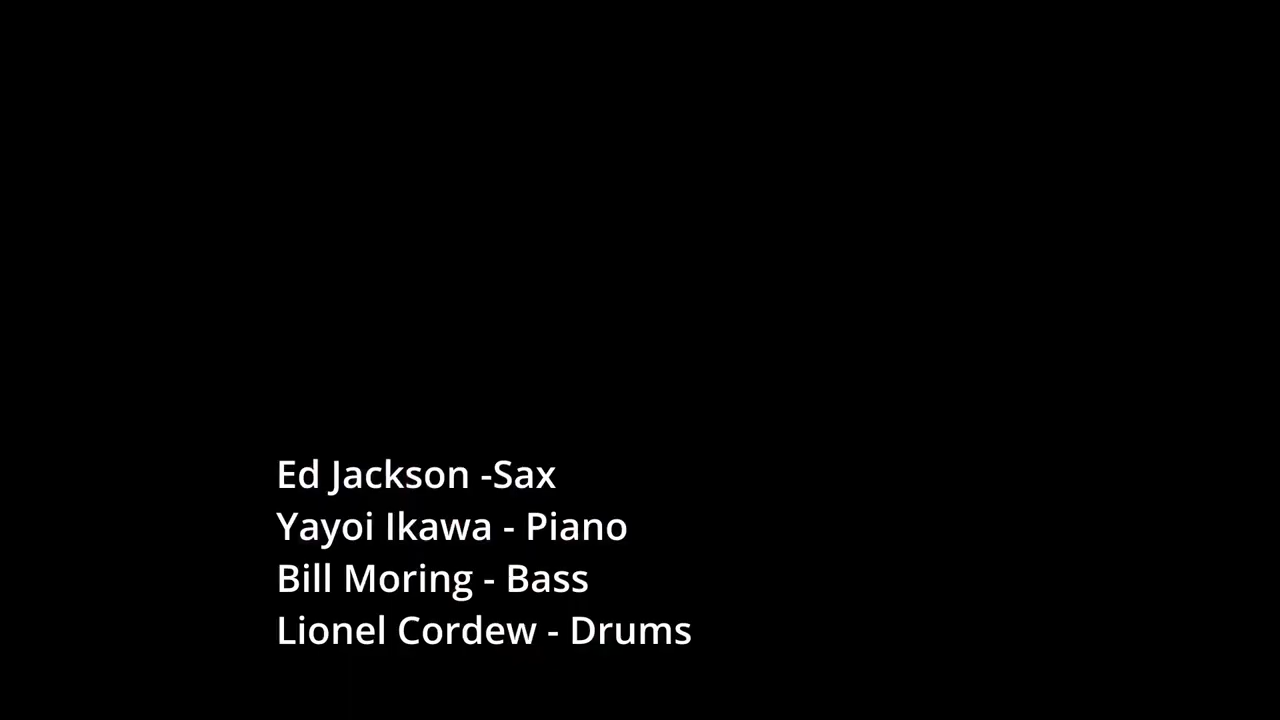 Ed Jackson -Sax
Yayoi Ikawa - Piano
Bill Moring - Bass
Lionel Cordew - Drums